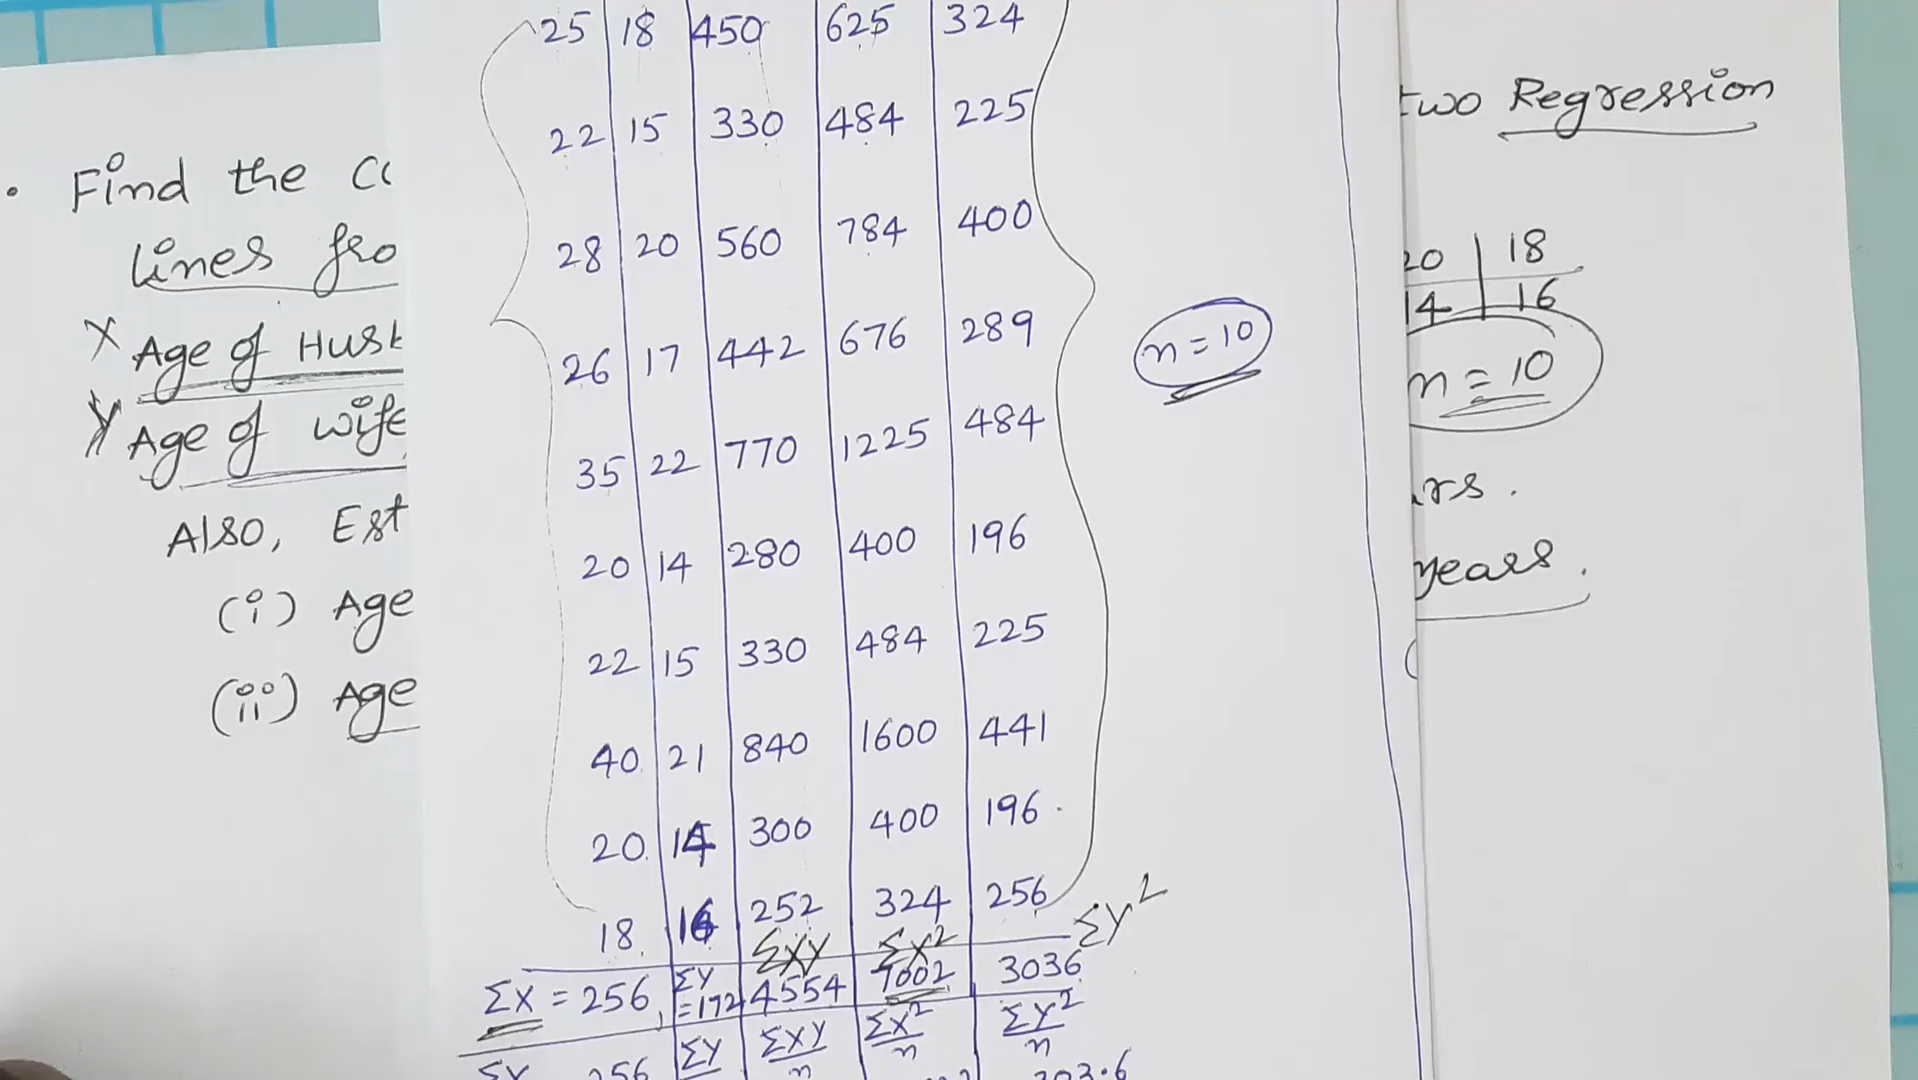 25 18 450 625 324
22 15 330 484 225
28 20 560 784 400
26 17 442 676 289
35 22 770 1225 484
20 14 280 400 196
22 15 330 484 225
40 21 840 1600 441
20 14 300 400 196
18 16 252 324 256
ΣXY ΣX² ΣY²
ΣX = 256 ΣY = 172 4554 7002 3036
ΣY ΣXY/n ΣX²/n ΣY²/n
n = 10
Find the
lines
X Age of
Y Age of wife
Also,
(i) Age
(ii) Age
two Regression
20 18
14 16
n = 10
years.